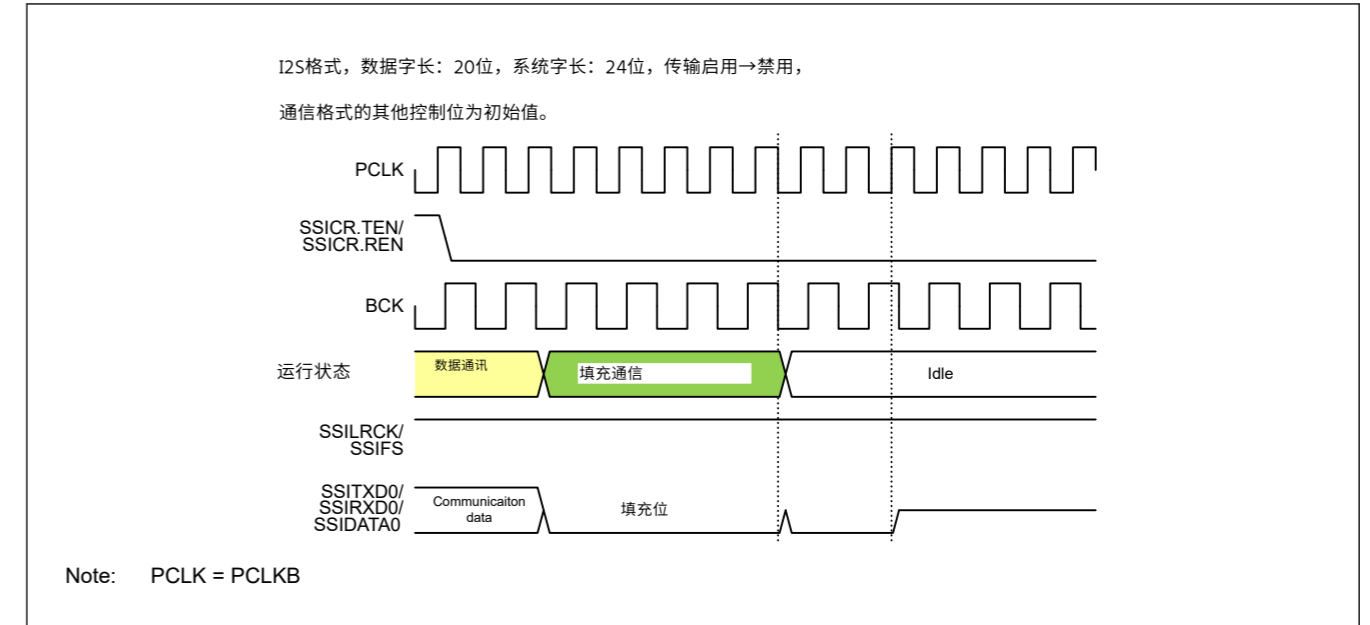 I2S格式，数据字长：20位，系统字长：24位，传输启用→禁用，
通信格式的其他控制位为初始值。
PCLK
SSICR.TEN/
SSICR.REN
BCK
运行状态
数据通讯
填充通信
Idle
SSILRCK/
SSIFS
SSITXD0/
SSIRXD0/
SSIDATA0
Communicaiton
data
填充位
Note: PCLK = PCLKB